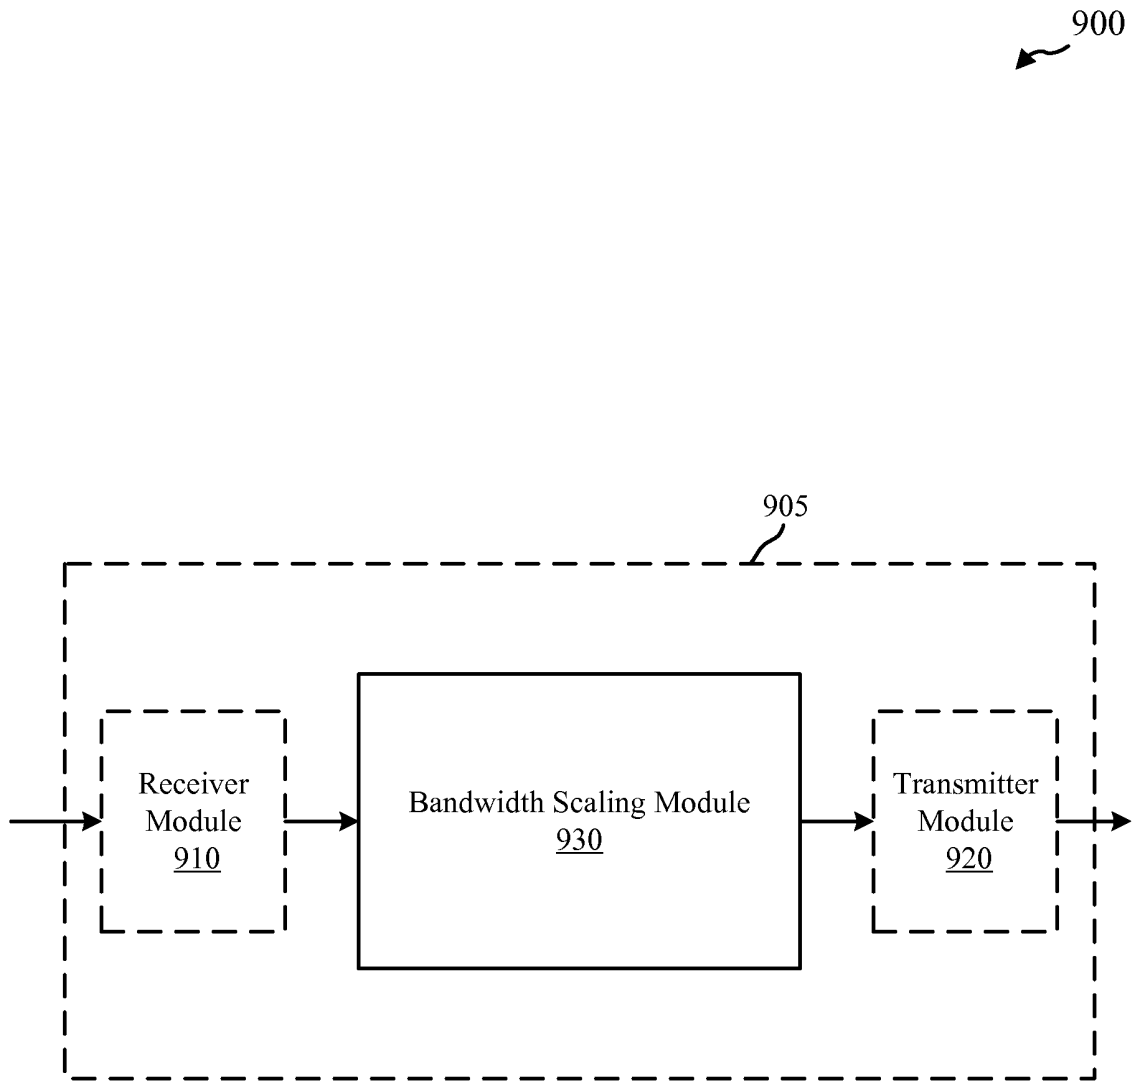 900
905
Receiver
Module
910
Bandwidth Scaling Module
930
Transmitter
Module
920